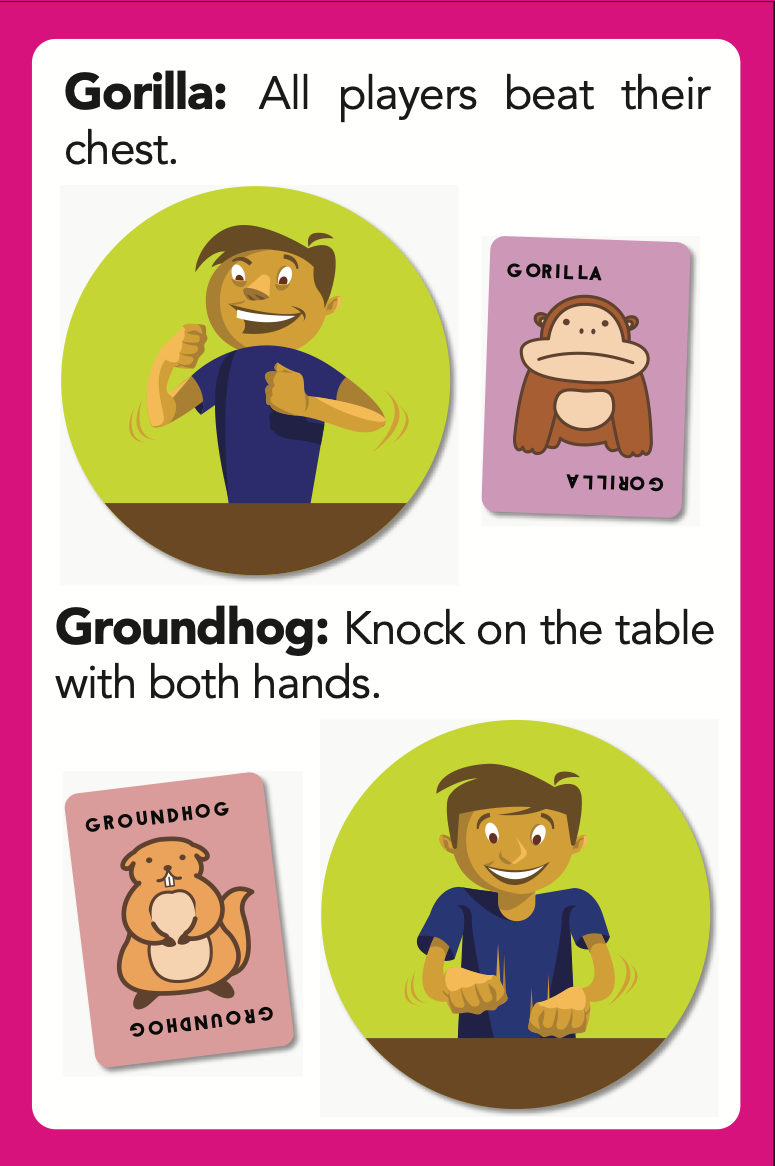 Gorilla: All players beat their
chest.
GORILLA
GORILLA
Groundhog: Knock on the table
with both hands.
GROUNDHOG
GROUNDHOG